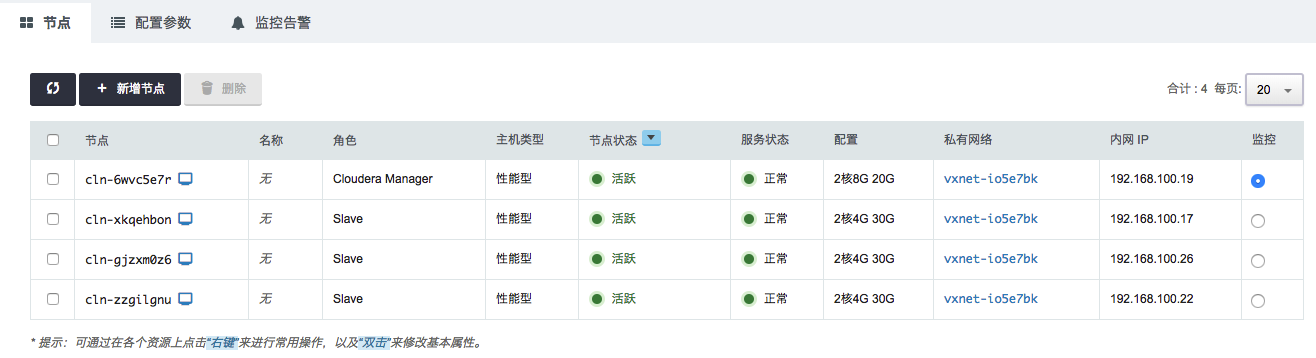 节点 配置参数 监控告警
+ 新增节点 删除 合计 : 4 每页: 20
节点 名称 角色 主机类型 节点状态 服务状态 配置 私有网络 内网 IP 监控
cln-6wvc5e7r 无 Cloudera Manager 性能型 活跃 正常 2核8G 20G vxnet-io5e7bk 192.168.100.19
cln-xkqehbon 无 Slave 性能型 活跃 正常 2核4G 30G vxnet-io5e7bk 192.168.100.17
cln-gjzxm0z6 无 Slave 性能型 活跃 正常 2核4G 30G vxnet-io5e7bk 192.168.100.26
cln-zzgilgnu 无 Slave 性能型 活跃 正常 2核4G 30G vxnet-io5e7bk 192.168.100.22
* 提示：可通过在各个资源上点击“右键”来进行常用操作，以及“双击”来修改基本属性。